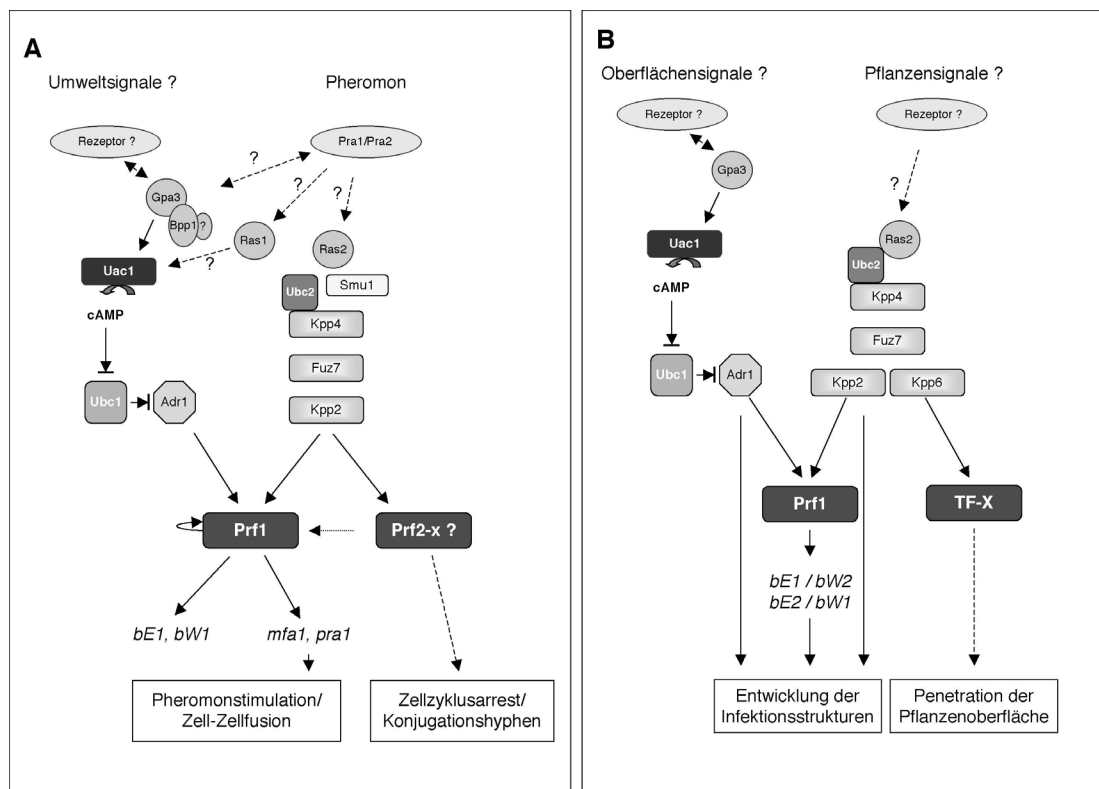 A
Umweltsignale ?
Pheromon
Rezeptor ?
Pra1/Pra2
?
?
?
Gpa3
Bpp1
?
Ras1
Ras2
?
Uac1
cAMP
Ubc2
Smu1
Kpp4
Fuz7
Ubc1
Adr1
Kpp2
Prf1
Prf2-x ?
bE1, bW1
mfa1, pra1
Pheromonstimulation/
Zell-Zellfusion
Zellzyklusarrest/
Konjugationshyphen
B
Oberflächensignale ?
Pflanzensignale ?
Rezeptor ?
Rezeptor ?
Gpa3
?
Uac1
Ras2
Ubc2
cAMP
Kpp4
Fuz7
Ubc1
Adr1
Kpp2
Kpp6
Prf1
TF-X
bE1 / bW2
bE2 / bW1
Entwicklung der
Infektionsstrukturen
Penetration der
Pflanzenoberfläche